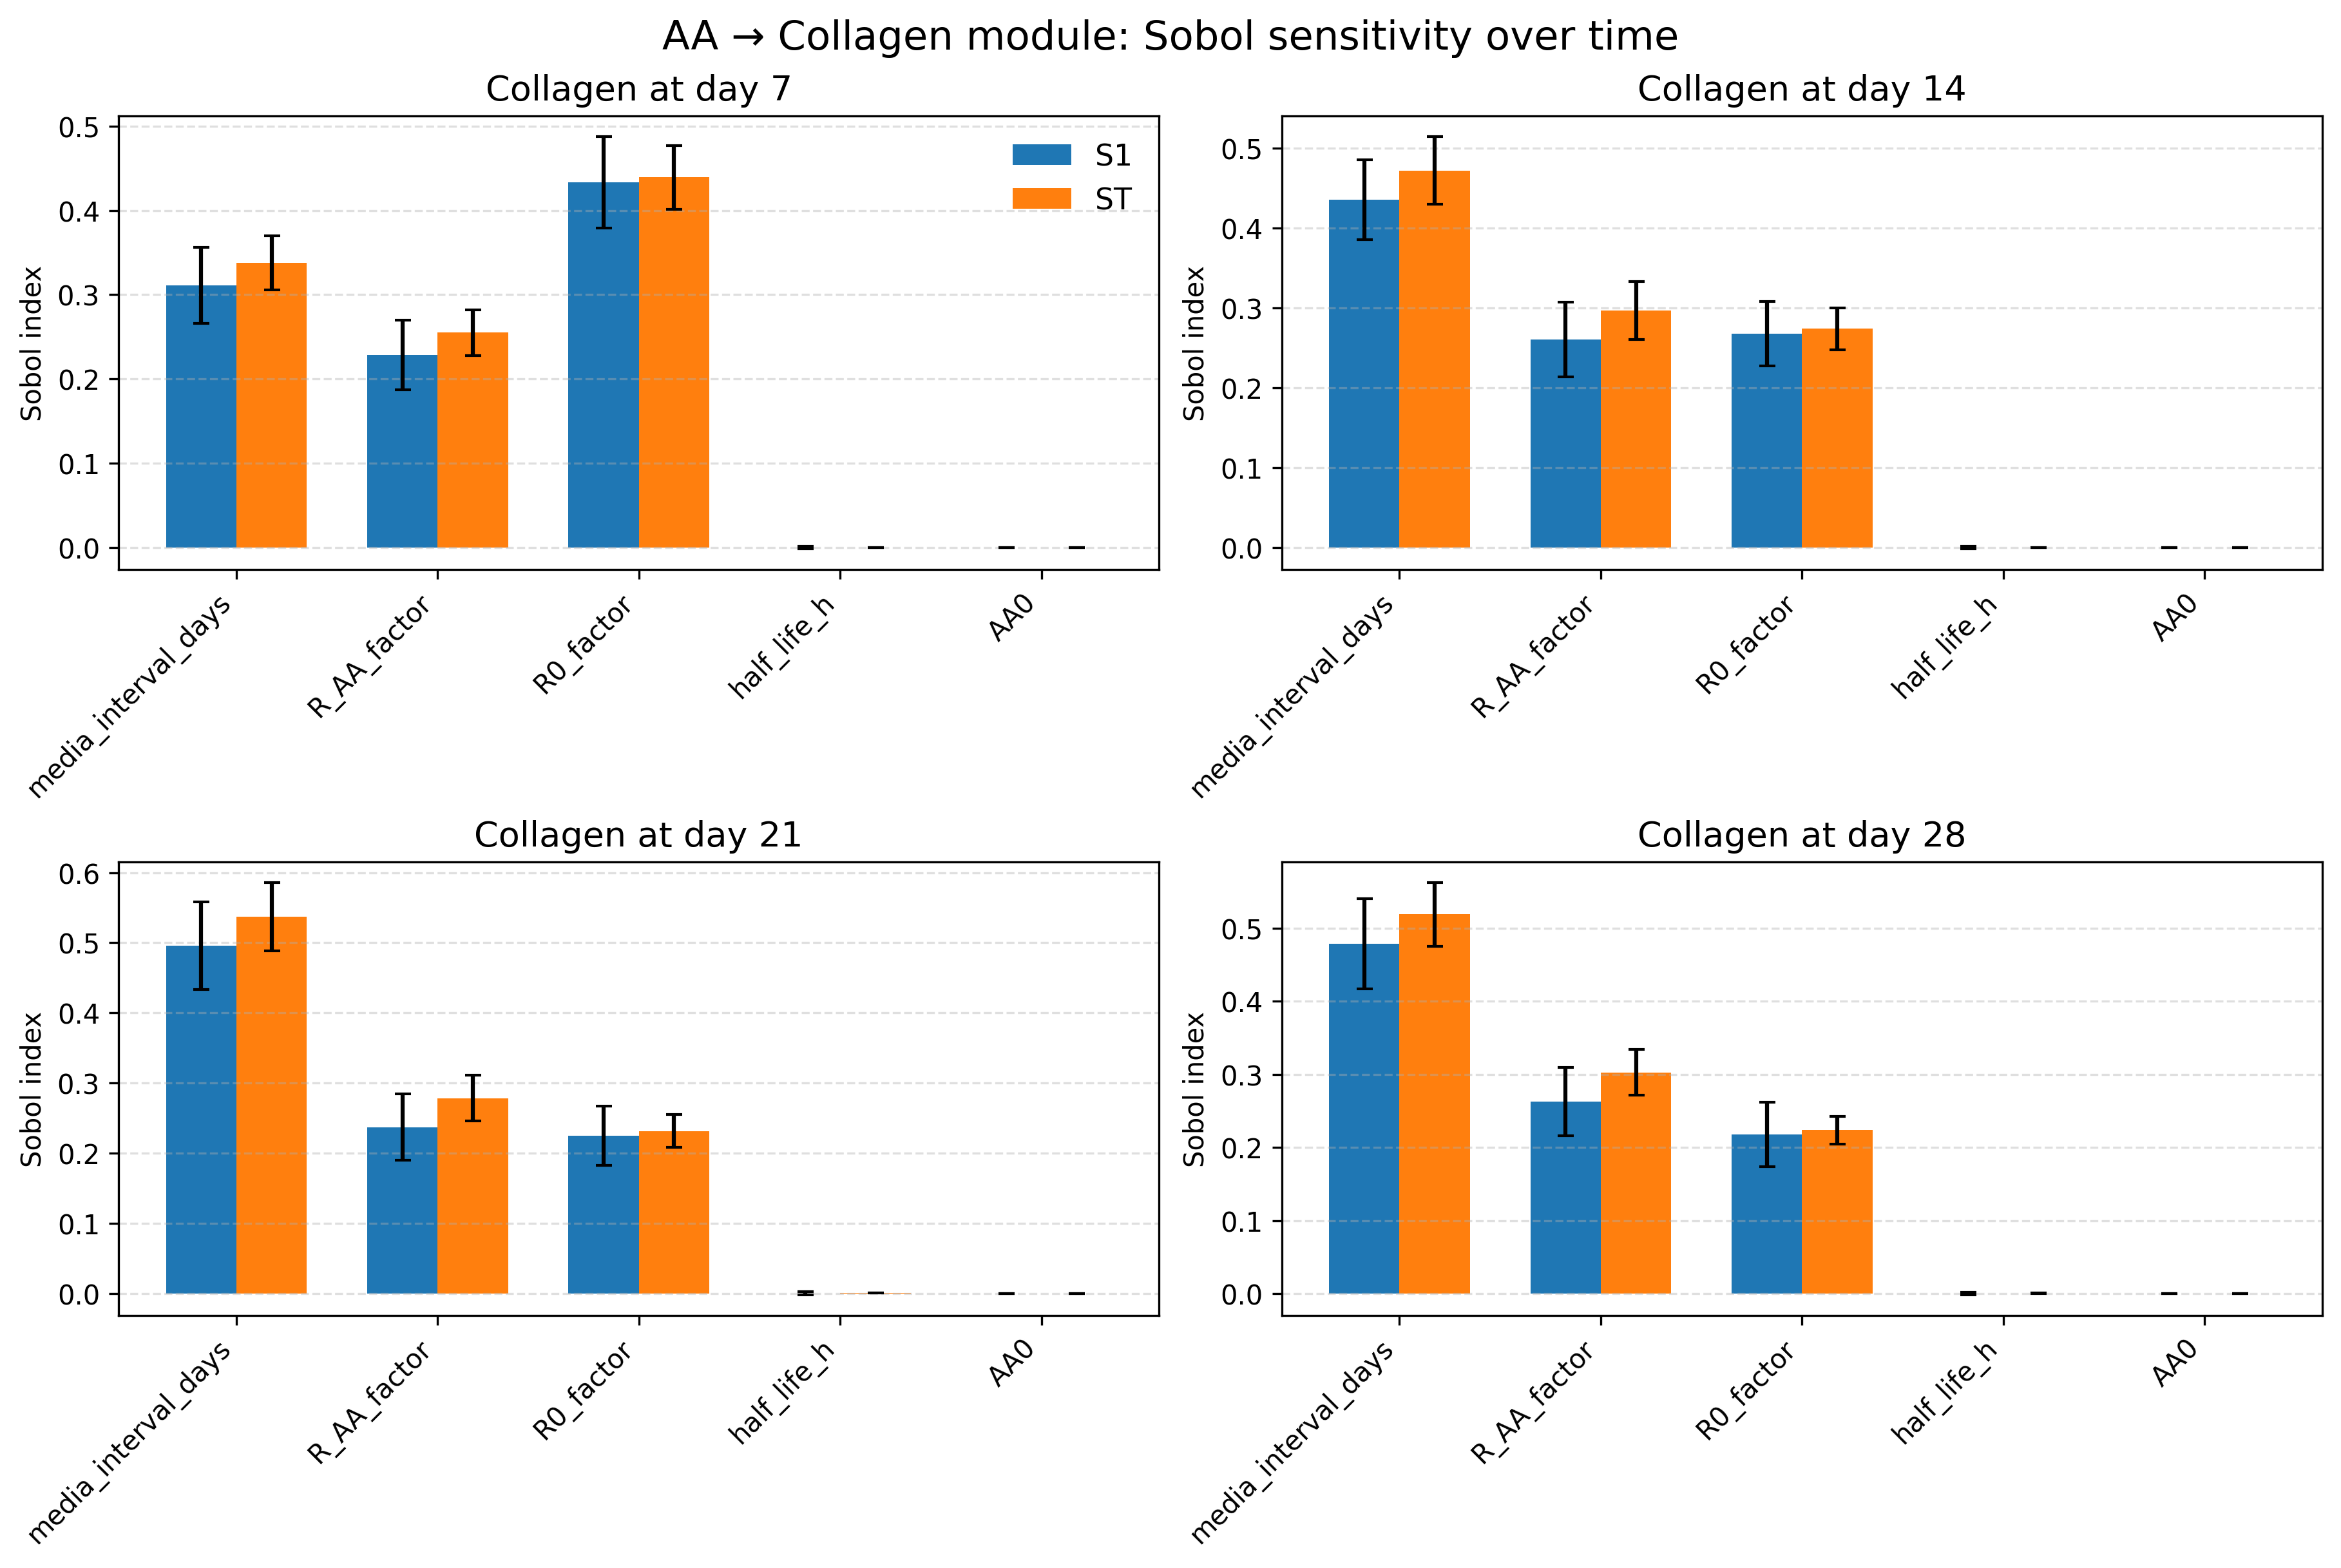 AA → Collagen module: Sobol sensitivity over time
Collagen at day 7
Sobol index
0.5
0.4
0.3
0.2
0.1
0.0
S1
ST
media_interval_days
R_AA_factor
R0_factor
half_life_h
AA0
Collagen at day 14
Sobol index
0.5
0.4
0.3
0.2
0.1
0.0
media_interval_days
R_AA_factor
R0_factor
half_life_h
AA0
Collagen at day 21
Sobol index
0.6
0.5
0.4
0.3
0.2
0.1
0.0
media_interval_days
R_AA_factor
R0_factor
half_life_h
AA0
Collagen at day 28
Sobol index
0.5
0.4
0.3
0.2
0.1
0.0
media_interval_days
R_AA_factor
R0_factor
half_life_h
AA0